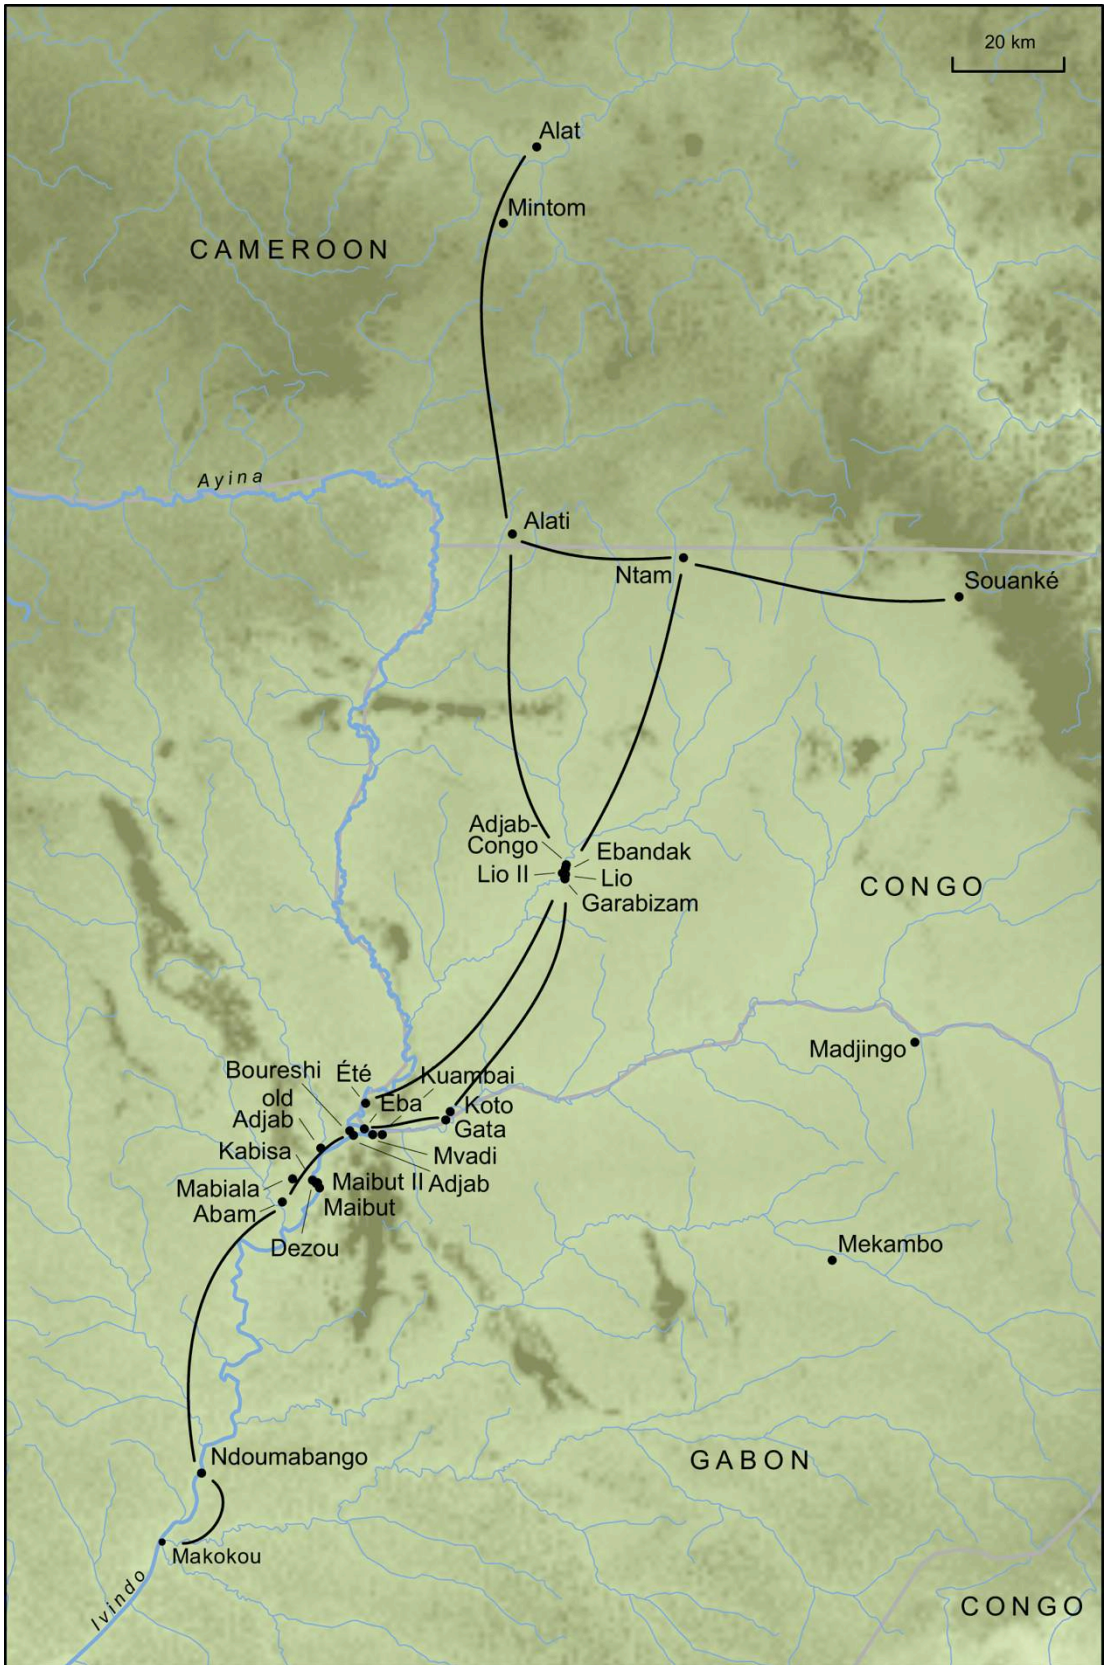 20 km
Alat
Mintom
CAMEROON
Ayina
Alati
Ntam
Souanké
Adjab-
Congo
Ebandak
Lio II
Lio
Garabizam
CONGO
Madjingo
Boureshi
Été
Kuambai
old
Adjab
Eba
Koto
Gata
Kabisa
Mvadi
Mabiala
Maibut II
Adjab
Abam
Maibut
Dezou
Mekambo
Ndoumabango
GABON
Makokou
Ivindo
CONGO